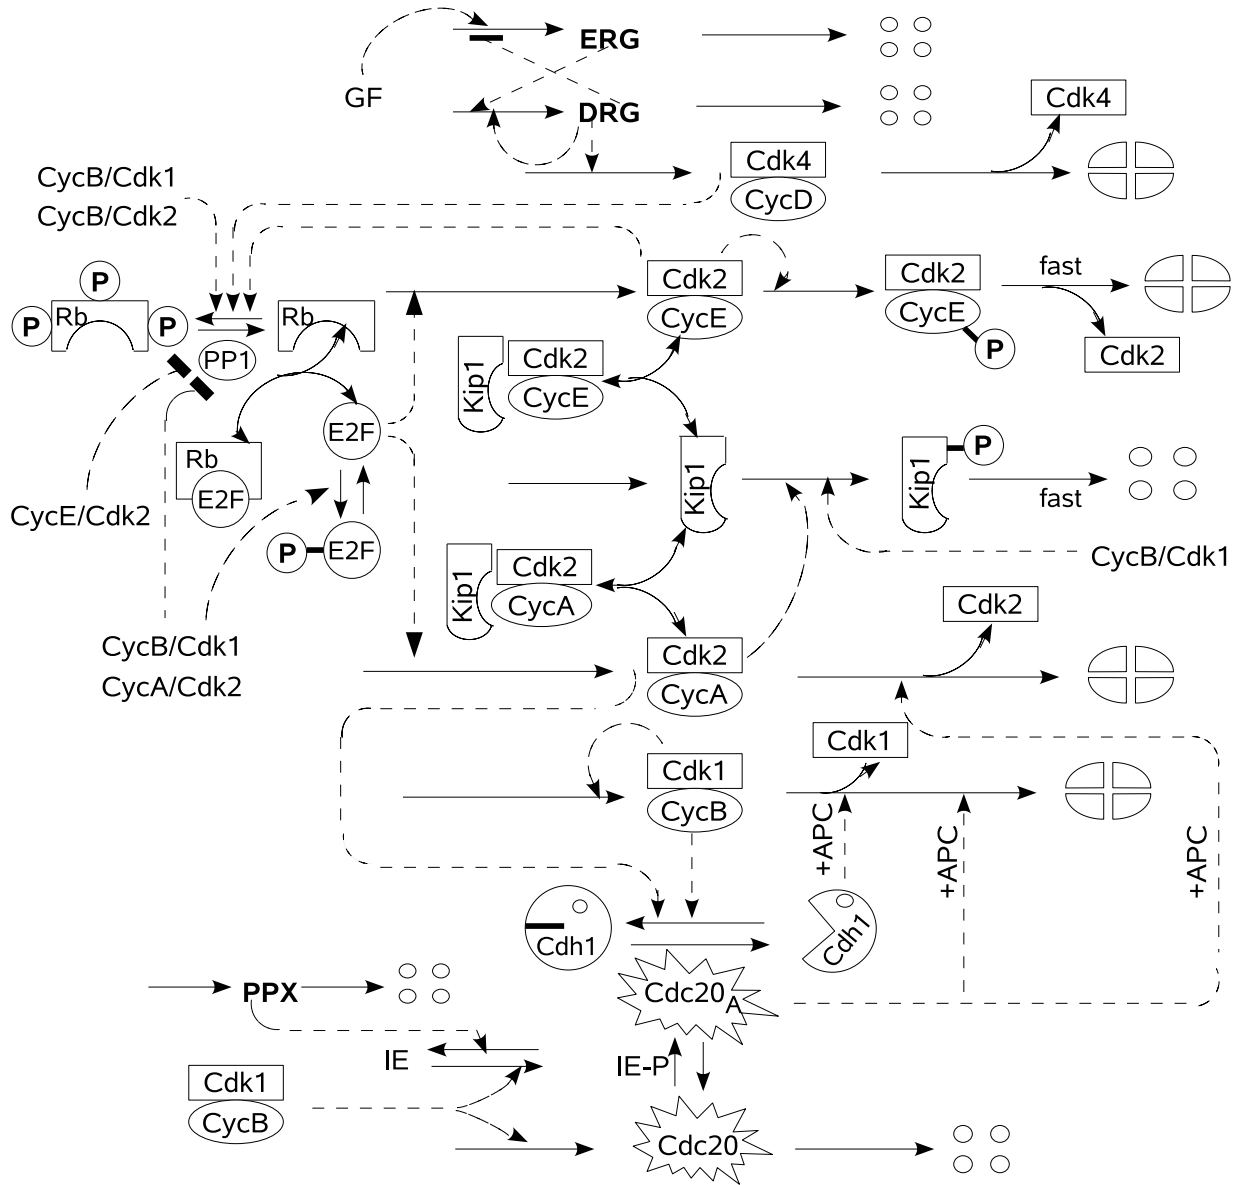 ERG
GF
DRG
Cdk4
Cdk4
CycD
CycB/Cdk1
CycB/Cdk2
P
P
Rb
P
Rb
PP1
Cdk2
CycE
Cdk2
CycE
P
fast
Cdk2
Kip1
Cdk2
CycE
E2F
Rb
E2F
CycE/Cdk2
P
E2F
Kip1
Kip1
P
fast
CycB/Cdk1
Kip1
Cdk2
CycA
Cdk2
CycB/Cdk1
CycA/Cdk2
Cdk2
CycA
Cdk1
Cdk1
CycB
+APC
+APC
+APC
Cdh1
Cdh1
PPX
Cdc20
A
IE
IE-P
Cdk1
CycB
Cdc20